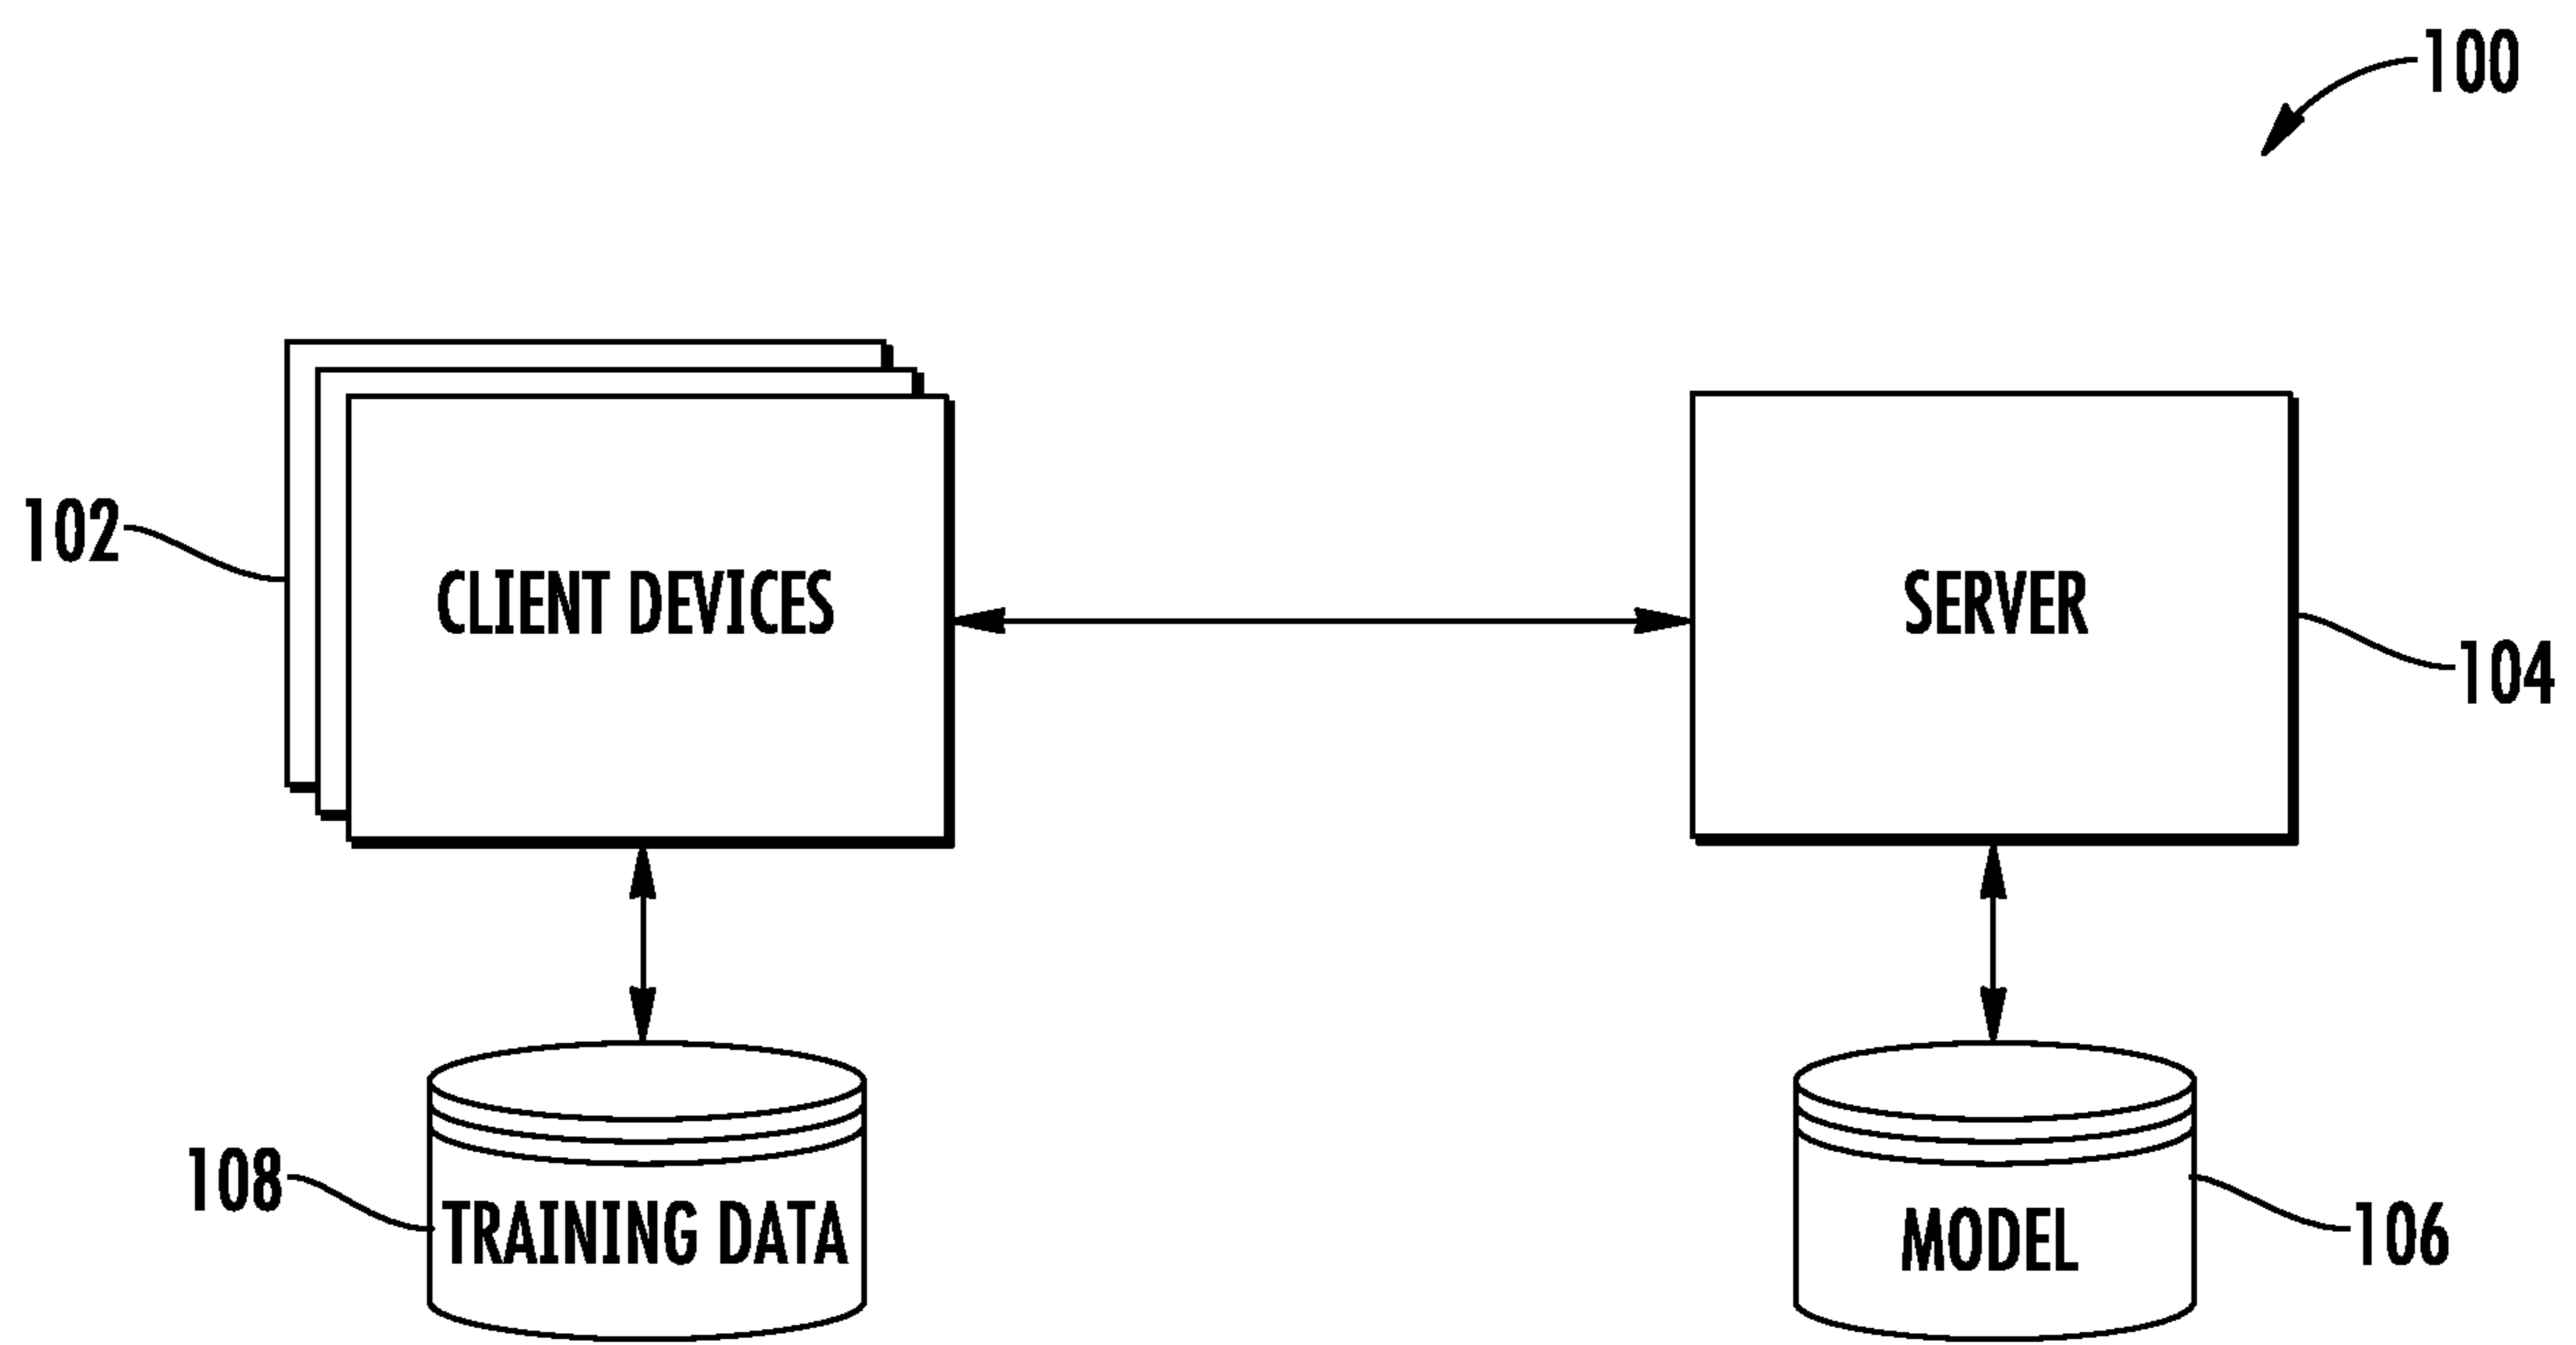 100
102
CLIENT DEVICES
SERVER
104
108
TRAINING DATA
MODEL
106